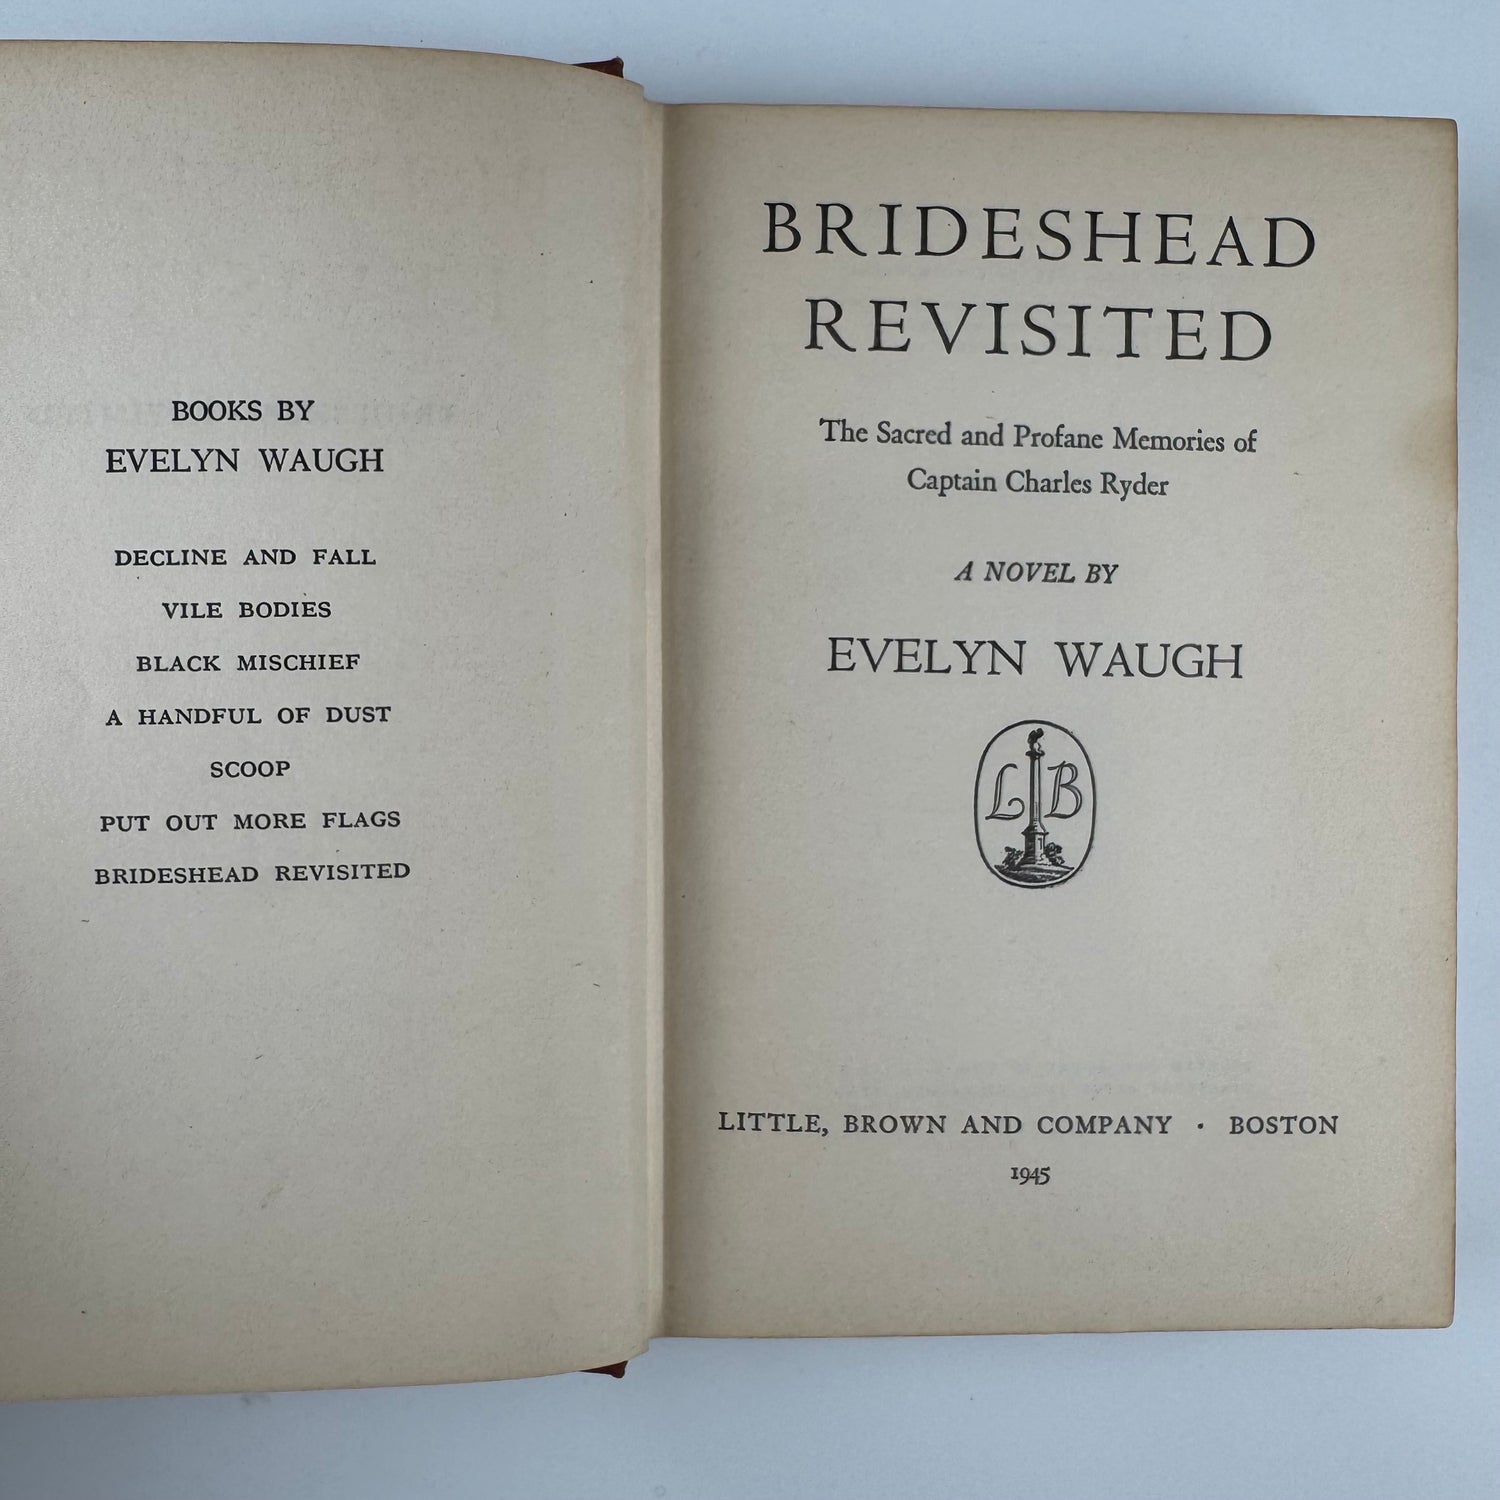 BOOKS BY
EVELYN WAUGH
DECLINE AND FALL
VILE BODIES
BLACK MISCHIEF
A HANDFUL OF DUST
SCOOP
PUT OUT MORE FLAGS
BRIDESHEAD REVISITED
BRIDESHEAD
REVISITED
The Sacred and Profane Memories of
Captain Charles Ryder
A NOVEL BY
EVELYN WAUGH
L B
LITTLE, BROWN AND COMPANY · BOSTON
1945